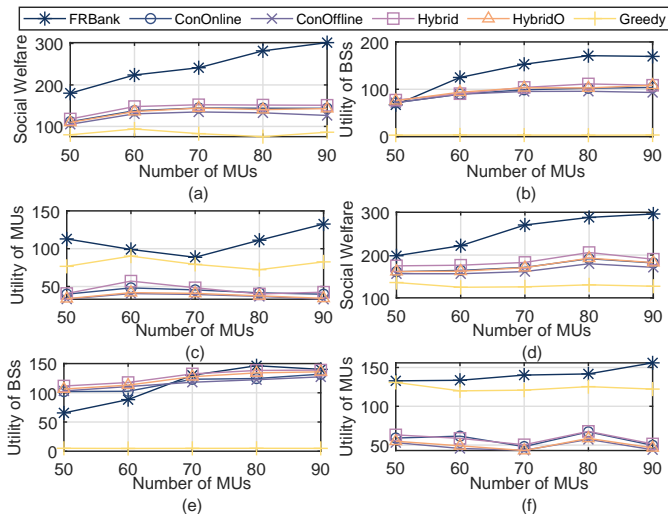 FRBank ConOnline ConOffline Hybrid HybridO Greedy
Social Welfare
300
200
100
50 60 70 80 90
Number of MUs
(a)
Utility of BSs
200
100
0
50 60 70 80 90
Number of MUs
(b)
Utility of MUs
150
100
50
50 60 70 80 90
Number of MUs
(c)
Social Welfare
300
200
100
50 60 70 80 90
Number of MUs
(d)
Utility of BSs
150
100
50
0
50 60 70 80 90
Number of MUs
(e)
Utility of MUs
150
100
50
50 60 70 80 90
Number of MUs
(f)